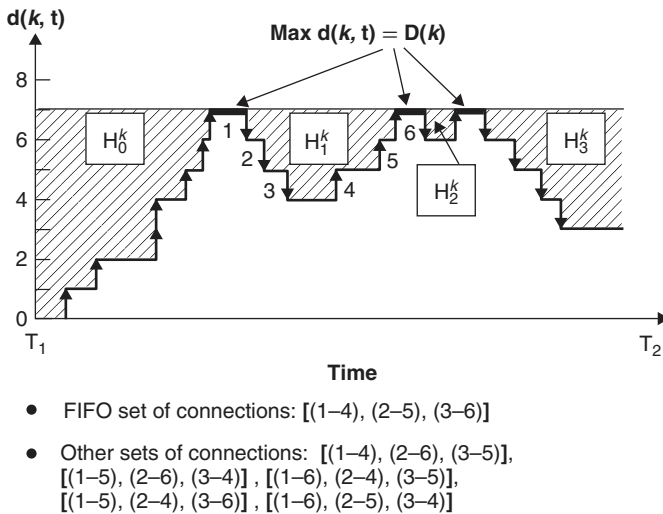 d(k, t)
Max d(k, t) = D(k)
8
6
4
2
0
H₀ᵏ
H₁ᵏ
H₂ᵏ
H₃ᵏ
1
2
3
4
5
6
T₁
T₂
Time
● FIFO set of connections: [(1–4), (2–5), (3–6)]
● Other sets of connections: [(1–4), (2–6), (3–5)],
[(1–5), (2–6), (3–4)] , [(1–6), (2–4), (3–5)],
[(1–5), (2–4), (3–6)] , [(1–6), (2–5), (3–4)]